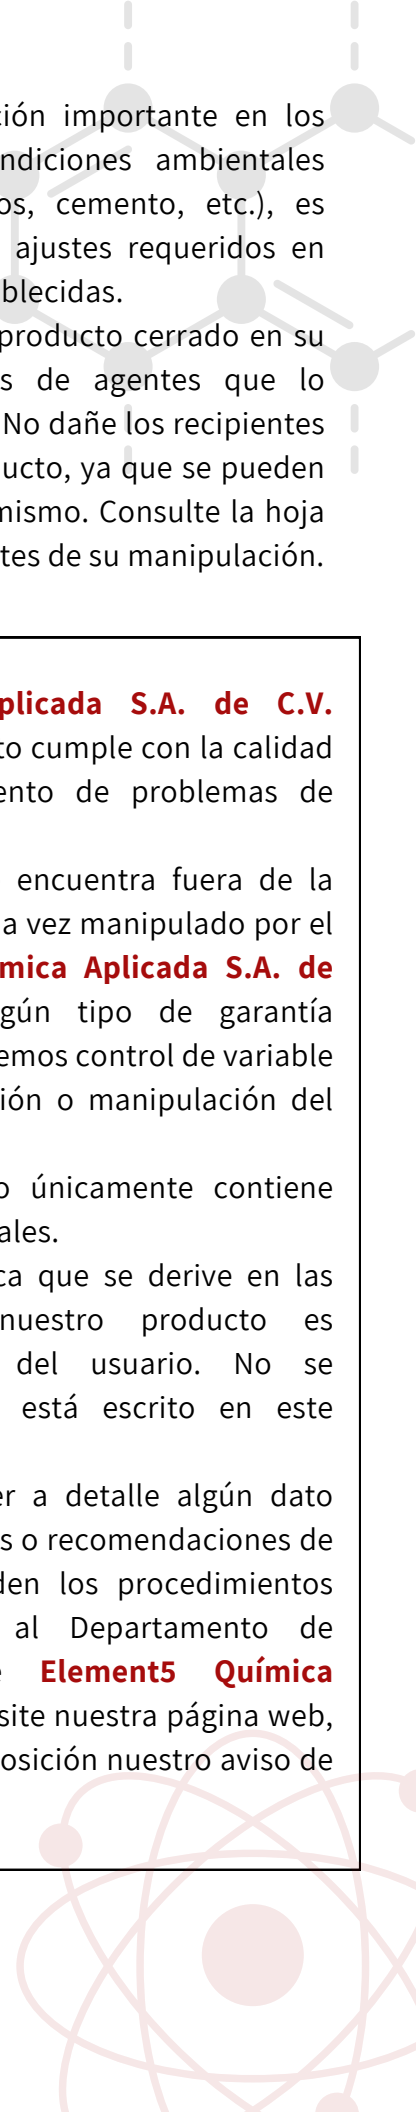 ción importante en los
ndiciones ambientales
os, cemento, etc.), es
ajustes requeridos en
blecidas.
producto cerrado en su
s de agentes que lo
No dañe los recipientes
ucto, ya que se pueden
mismo. Consulte la hoja
tes de su manipulación.
plicada S.A. de C.V.
to cumple con la calidad
ento de problemas de
encuentra fuera de la
a vez manipulado por el
mica Aplicada S.A. de
gún tipo de garantía
emos control de variable
ión o manipulación del
o únicamente contiene
ales.
ca que se derive en las
nuestro producto es
del usuario. No se
está escrito en este
er a detalle algún dato
s o recomendaciones de
den los procedimientos
al Departamento de
e Element5 Química
site nuestra página web,
osición nuestro aviso de